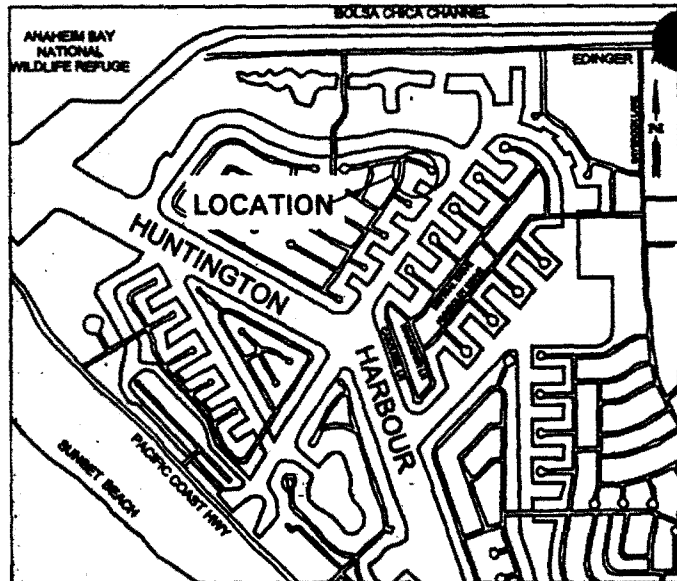 BOLSA CHICA CHANNEL
ANAHEIM BAY
NATIONAL
WILDLIFE REFUGE
EDINGER
N
LOCATION
HUNTINGTON
HARBOUR
SUNSET BEACH
PACIFIC COAST HWY